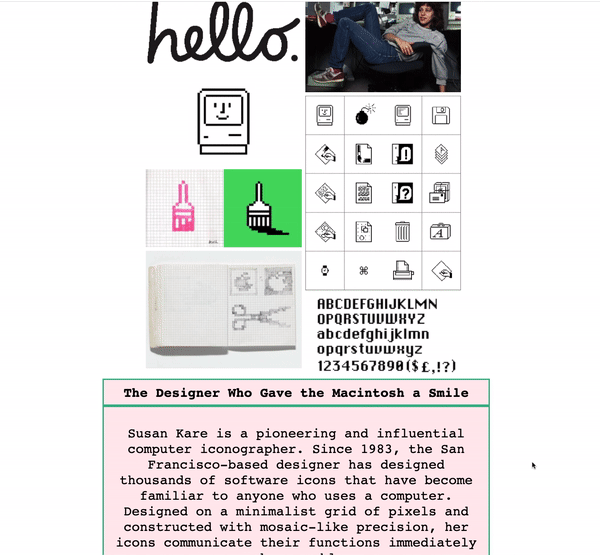 hello.
ABCDEFGHIJKLMN
OPQRSTUVWXYZ
abcdefghijklmn
opqrstuvwxyz
1234567890($£,!?)
The Designer Who Gave the Macintosh a Smile
Susan Kare is a pioneering and influential
computer iconographer. Since 1983, the San
Francisco-based designer has designed
thousands of software icons that have become
familiar to anyone who uses a computer.
Designed on a minimalist grid of pixels and
constructed with mosaic-like precision, her
icons communicate their functions immediately